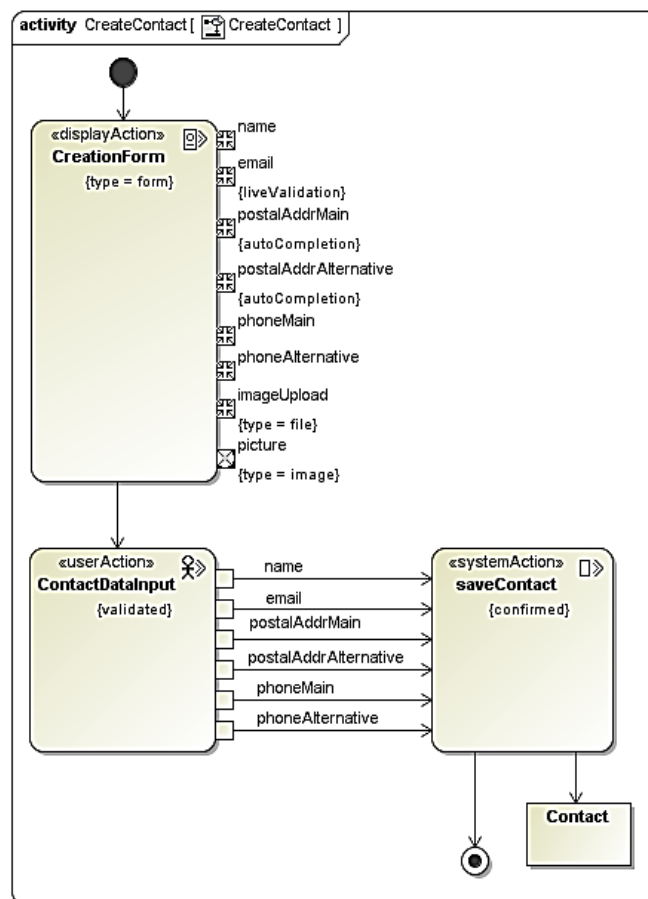 activity CreateContact [ CreateContact ]
«displayAction»
CreationForm
{type = form}
name
email
{liveValidation}
postalAddrMain
{autoCompletion}
postalAddrAlternative
{autoCompletion}
phoneMain
phoneAlternative
imageUpload
{type = file}
picture
{type = image}
«userAction»
ContactDataInput
{validated}
name
email
postalAddrMain
postalAddrAlternative
phoneMain
phoneAlternative
«systemAction»
saveContact
{confirmed}
Contact